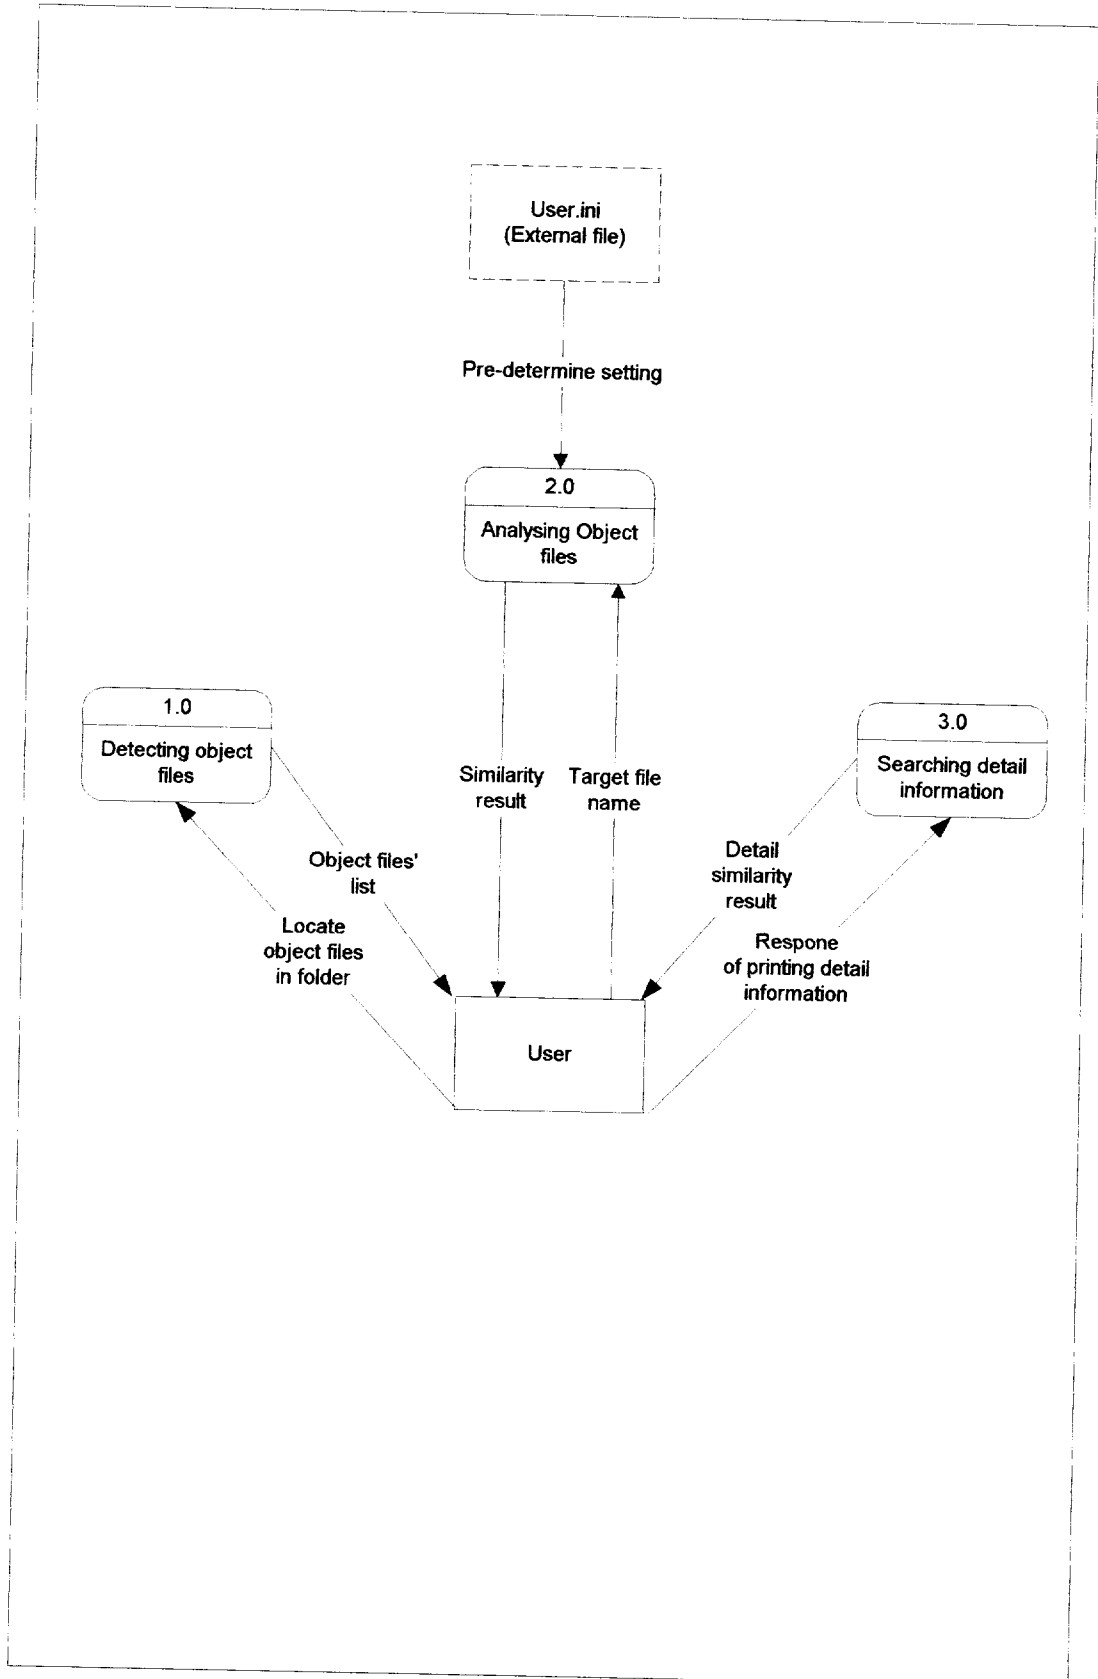 User.ini
(External file)
Pre-determine setting
2.0
Analysing Object
files
1.0
Detecting object
files
3.0
Searching detail
information
Similarity
result
Target file
name
Object files'
list
Detail
similarity
result
Locate
object files
in folder
Respone
of printing detail
information
User